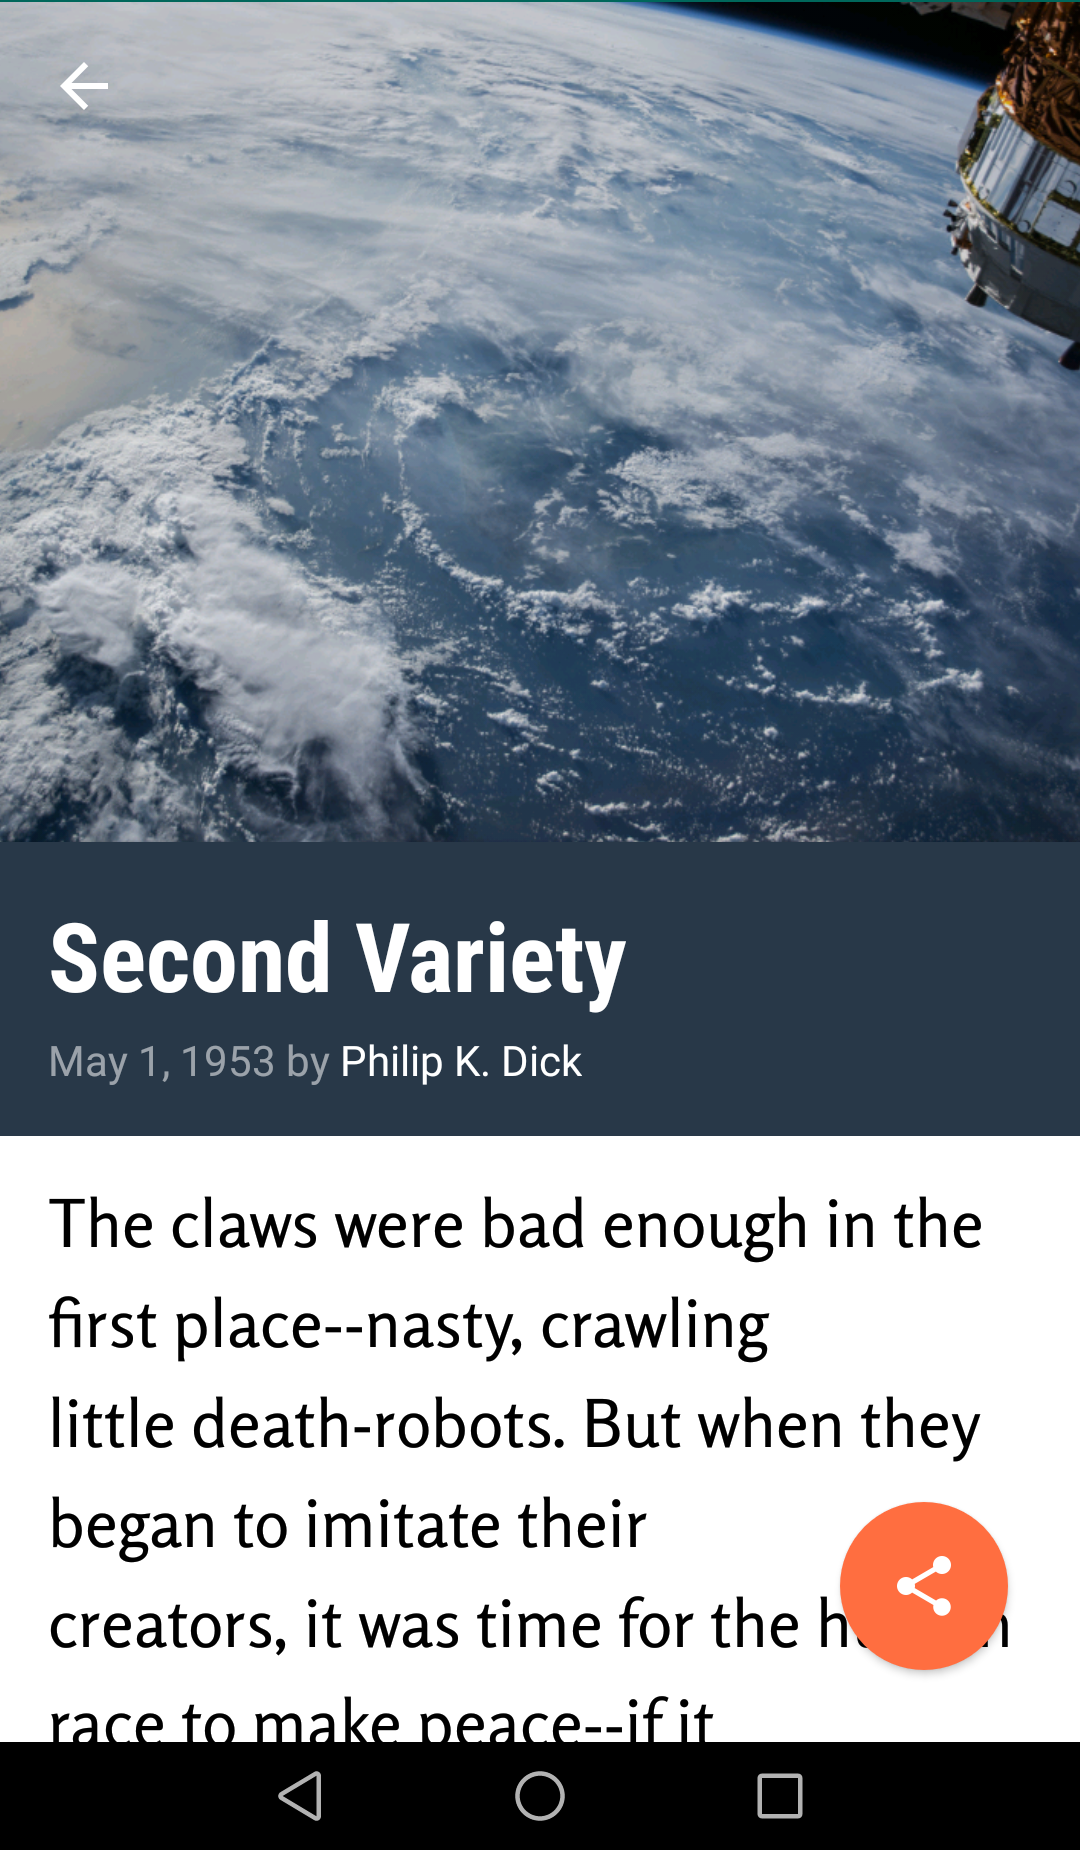 Second Variety
May 1, 1953 by Philip K. Dick
The claws were bad enough in the
first place--nasty, crawling
little death-robots. But when they
began to imitate their
creators, it was time for the
race to make peace--if it